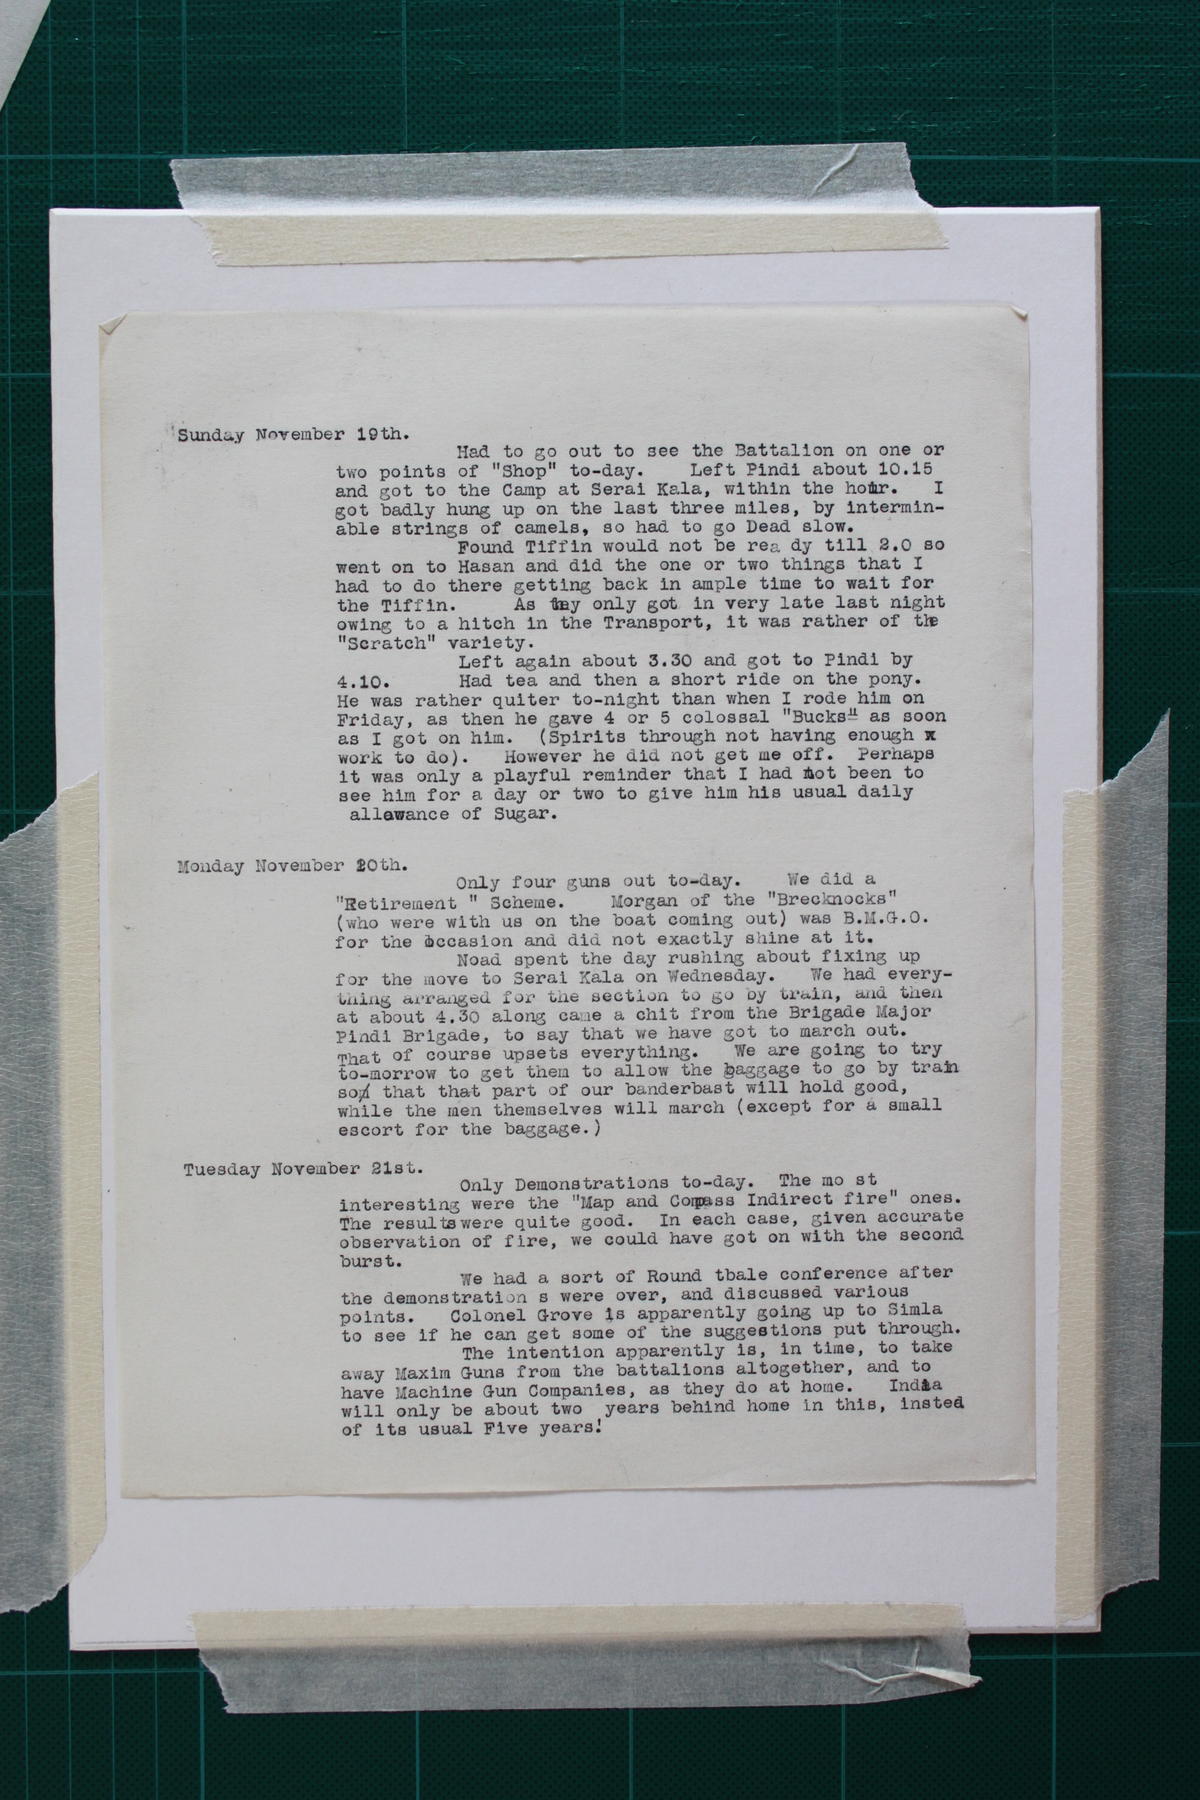 Sunday November 19th.
Had to go out to see the Battalion on one or
two points of "Shop" to-day. Left Pindi about 10.15
and got to the Camp at Serai Kala, within the hour. I
got badly hung up on the last three miles, by intermin-
able strings of camels, so had to go Dead slow.
Found Tiffin would not be rea dy till 2.0 so
went on to Hasan and did the one or two things that I
had to do there getting back in ample time to wait for
the Tiffin. As they only got in very late last night
owing to a hitch in the Transport, it was rather of the
"Scratch" variety.
Left again about 3.30 and got to Pindi by
4.10. Had tea and then a short ride on the pony.
He was rather quiter to-night than when I rode him on
Friday, as then he gave 4 or 5 colossal "Bucks" as soon
as I got on him. (Spirits through not having enough x
work to do). However he did not get me off. Perhaps
it was only a playful reminder that I had not been to
see him for a day or two to give him his usual daily
allowance of Sugar.
Monday November 20th.
Only four guns out to-day. We did a
"Retirement " Scheme. Morgan of the "Brecknocks"
(who were with us on the boat coming out) was B.M.G.O.
for the occasion and did not exactly shine at it.
Noad spent the day rushing about fixing up
for the move to Serai Kala on Wednesday. We had every-
thing arranged for the section to go by train, and then
at about 4.30 along came a chit from the Brigade Major
Pindi Brigade, to say that we have got to march out.
That of course upsets everything. We are going to try
to-morrow to get them to allow the baggage to go by train
so that that part of our banderbast will hold good,
while the men themselves will march (except for a small
escort for the baggage.)
Tuesday November 21st.
Only Demonstrations to-day. The mo st
interesting were the "Map and Compass Indirect fire" ones.
The results were quite good. In each case, given accurate
observation of fire, we could have got on with the second
burst.
We had a sort of Round tbale conference after
the demonstration s were over, and discussed various
points. Colonel Grove is apparently going up to Simla
to see if he can get some of the suggestions put through.
The intention apparently is, in time, to take
away Maxim Guns from the battalions altogether, and to
have Machine Gun Companies, as they do at home. India
will only be about two years behind home in this, insted
of its usual Five years!